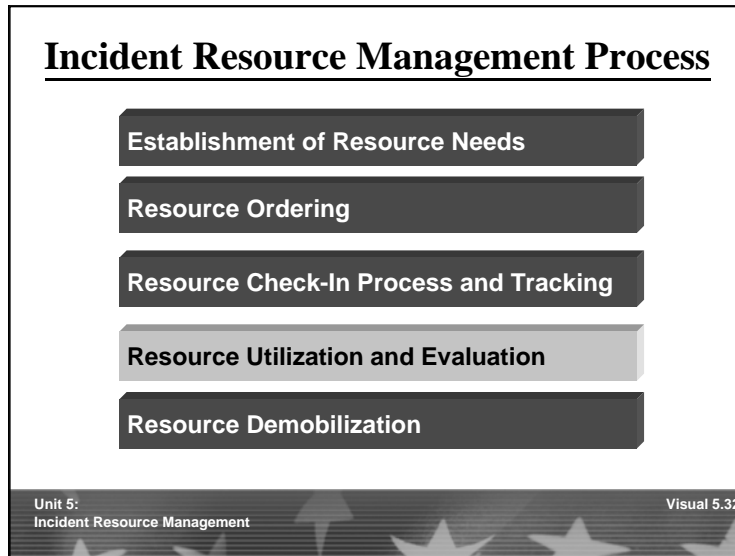 Incident Resource Management Process
Establishment of Resource Needs
Resource Ordering
Resource Check-In Process and Tracking
Resource Utilization and Evaluation
Resource Demobilization
Unit 5:
Visual 5.32
Incident Resource Management